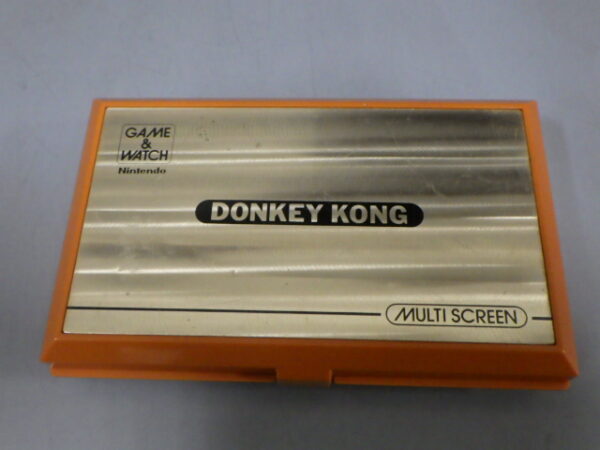 GAME
&
WATCH
Nintendo
DONKEY KONG
MULTI SCREEN